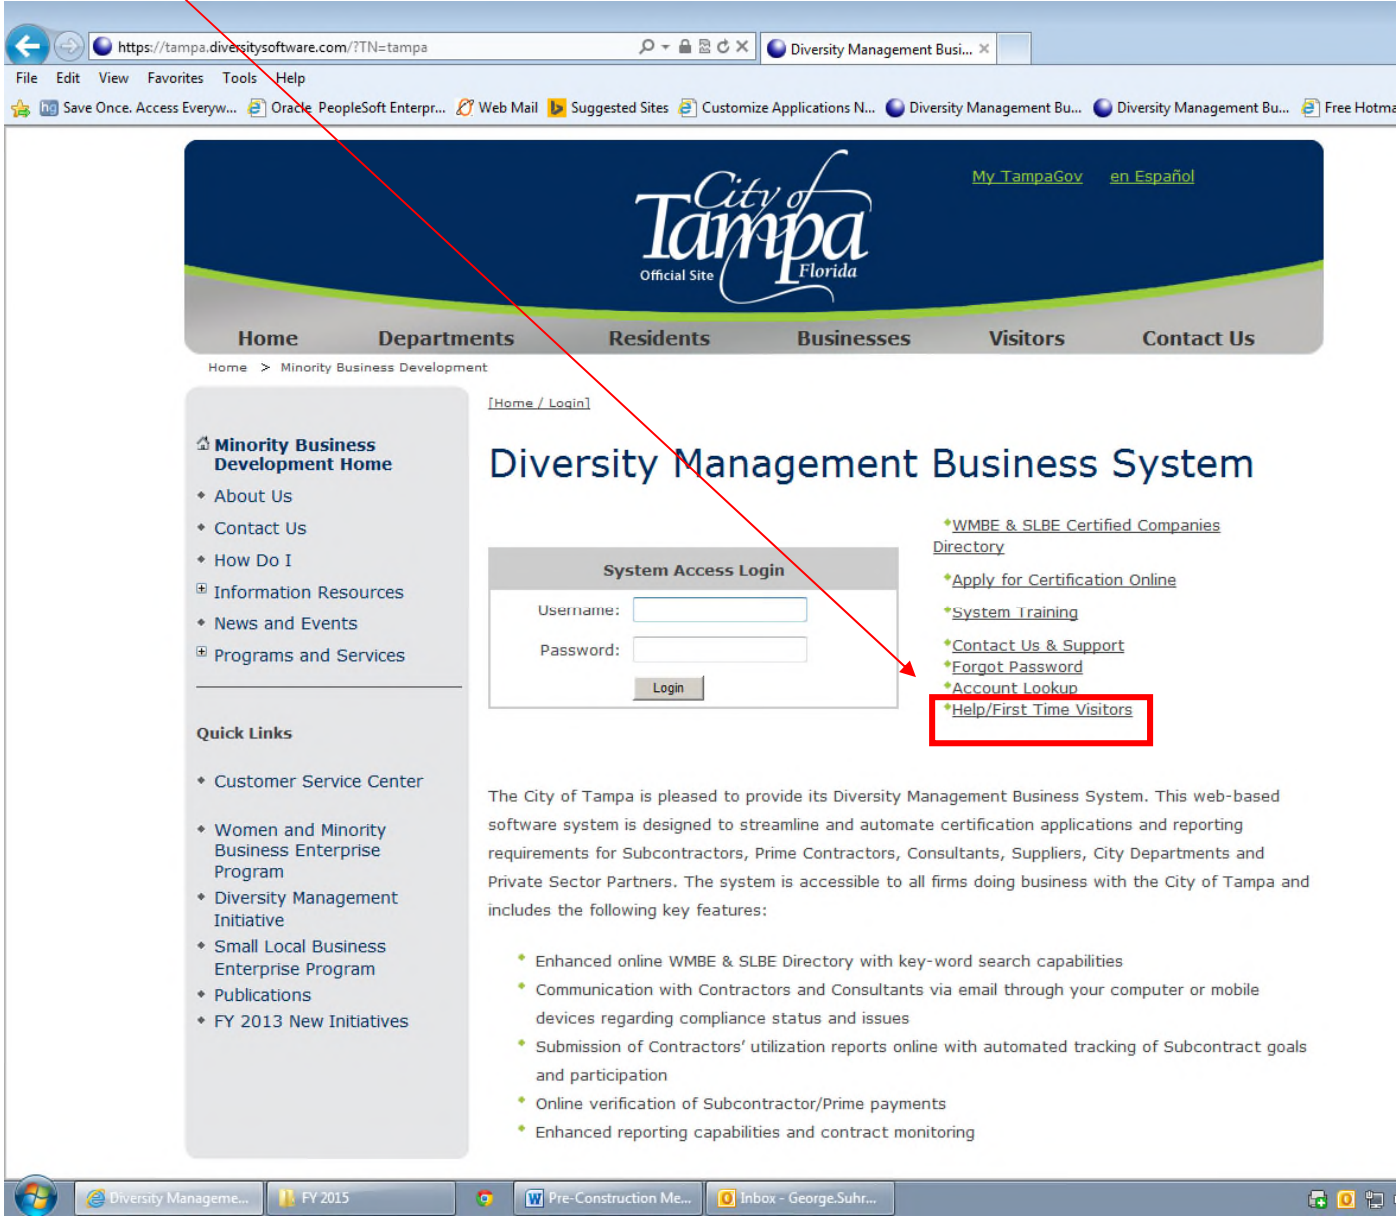 https://tampa.diversitysoftware.com/?TN=tampa
Diversity Management Busi...
File Edit View Favorites Tools Help
hg Save Once. Access Everyw... Oracle PeopleSoft Enterpr... Web Mail Suggested Sites Customize Applications N... Diversity Management Bu... Diversity Management Bu... Free Hotma
City of
Tampa
Official Site Florida
My TampaGov en Español
Home Departments Residents Businesses Visitors Contact Us
Home > Minority Business Development
Minority Business
Development Home
About Us
Contact Us
How Do I
Information Resources
News and Events
Programs and Services
Quick Links
Customer Service Center
Women and Minority
Business Enterprise
Program
Diversity Management
Initiative
Small Local Business
Enterprise Program
Publications
FY 2013 New Initiatives
[Home / Login]
Diversity Management Business System
System Access Login
Username:
Password:
Login
WMBE & SLBE Certified Companies
Directory
Apply for Certification Online
System Training
Contact Us & Support
Forgot Password
Account Lookup
Help/First Time Visitors
The City of Tampa is pleased to provide its Diversity Management Business System. This web-based
software system is designed to streamline and automate certification applications and reporting
requirements for Subcontractors, Prime Contractors, Consultants, Suppliers, City Departments and
Private Sector Partners. The system is accessible to all firms doing business with the City of Tampa and
includes the following key features:
Enhanced online WMBE & SLBE Directory with key-word search capabilities
Communication with Contractors and Consultants via email through your computer or mobile
devices regarding compliance status and issues
Submission of Contractors' utilization reports online with automated tracking of Subcontract goals
and participation
Online verification of Subcontractor/Prime payments
Enhanced reporting capabilities and contract monitoring
Diversity Manageme... FY 2015 Pre-Construction Me... Inbox - George.Suhr...